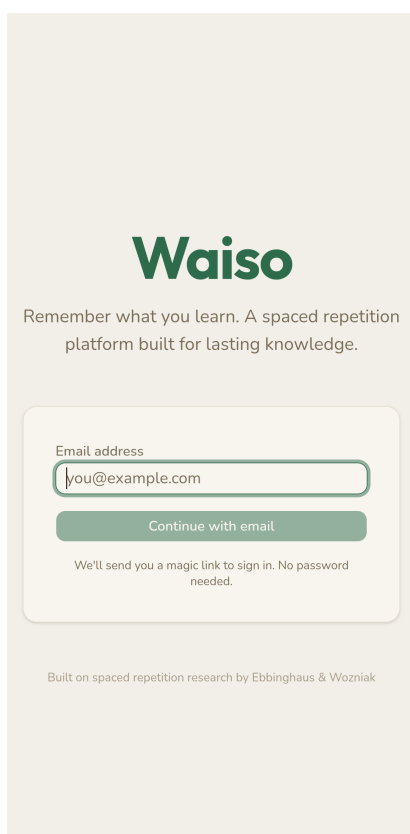 Waiso
Remember what you learn. A spaced repetition
platform built for lasting knowledge.
Email address
you@example.com
Continue with email
We'll send you a magic link to sign in. No password
needed.
Built on spaced repetition research by Ebbinghaus & Wozniak